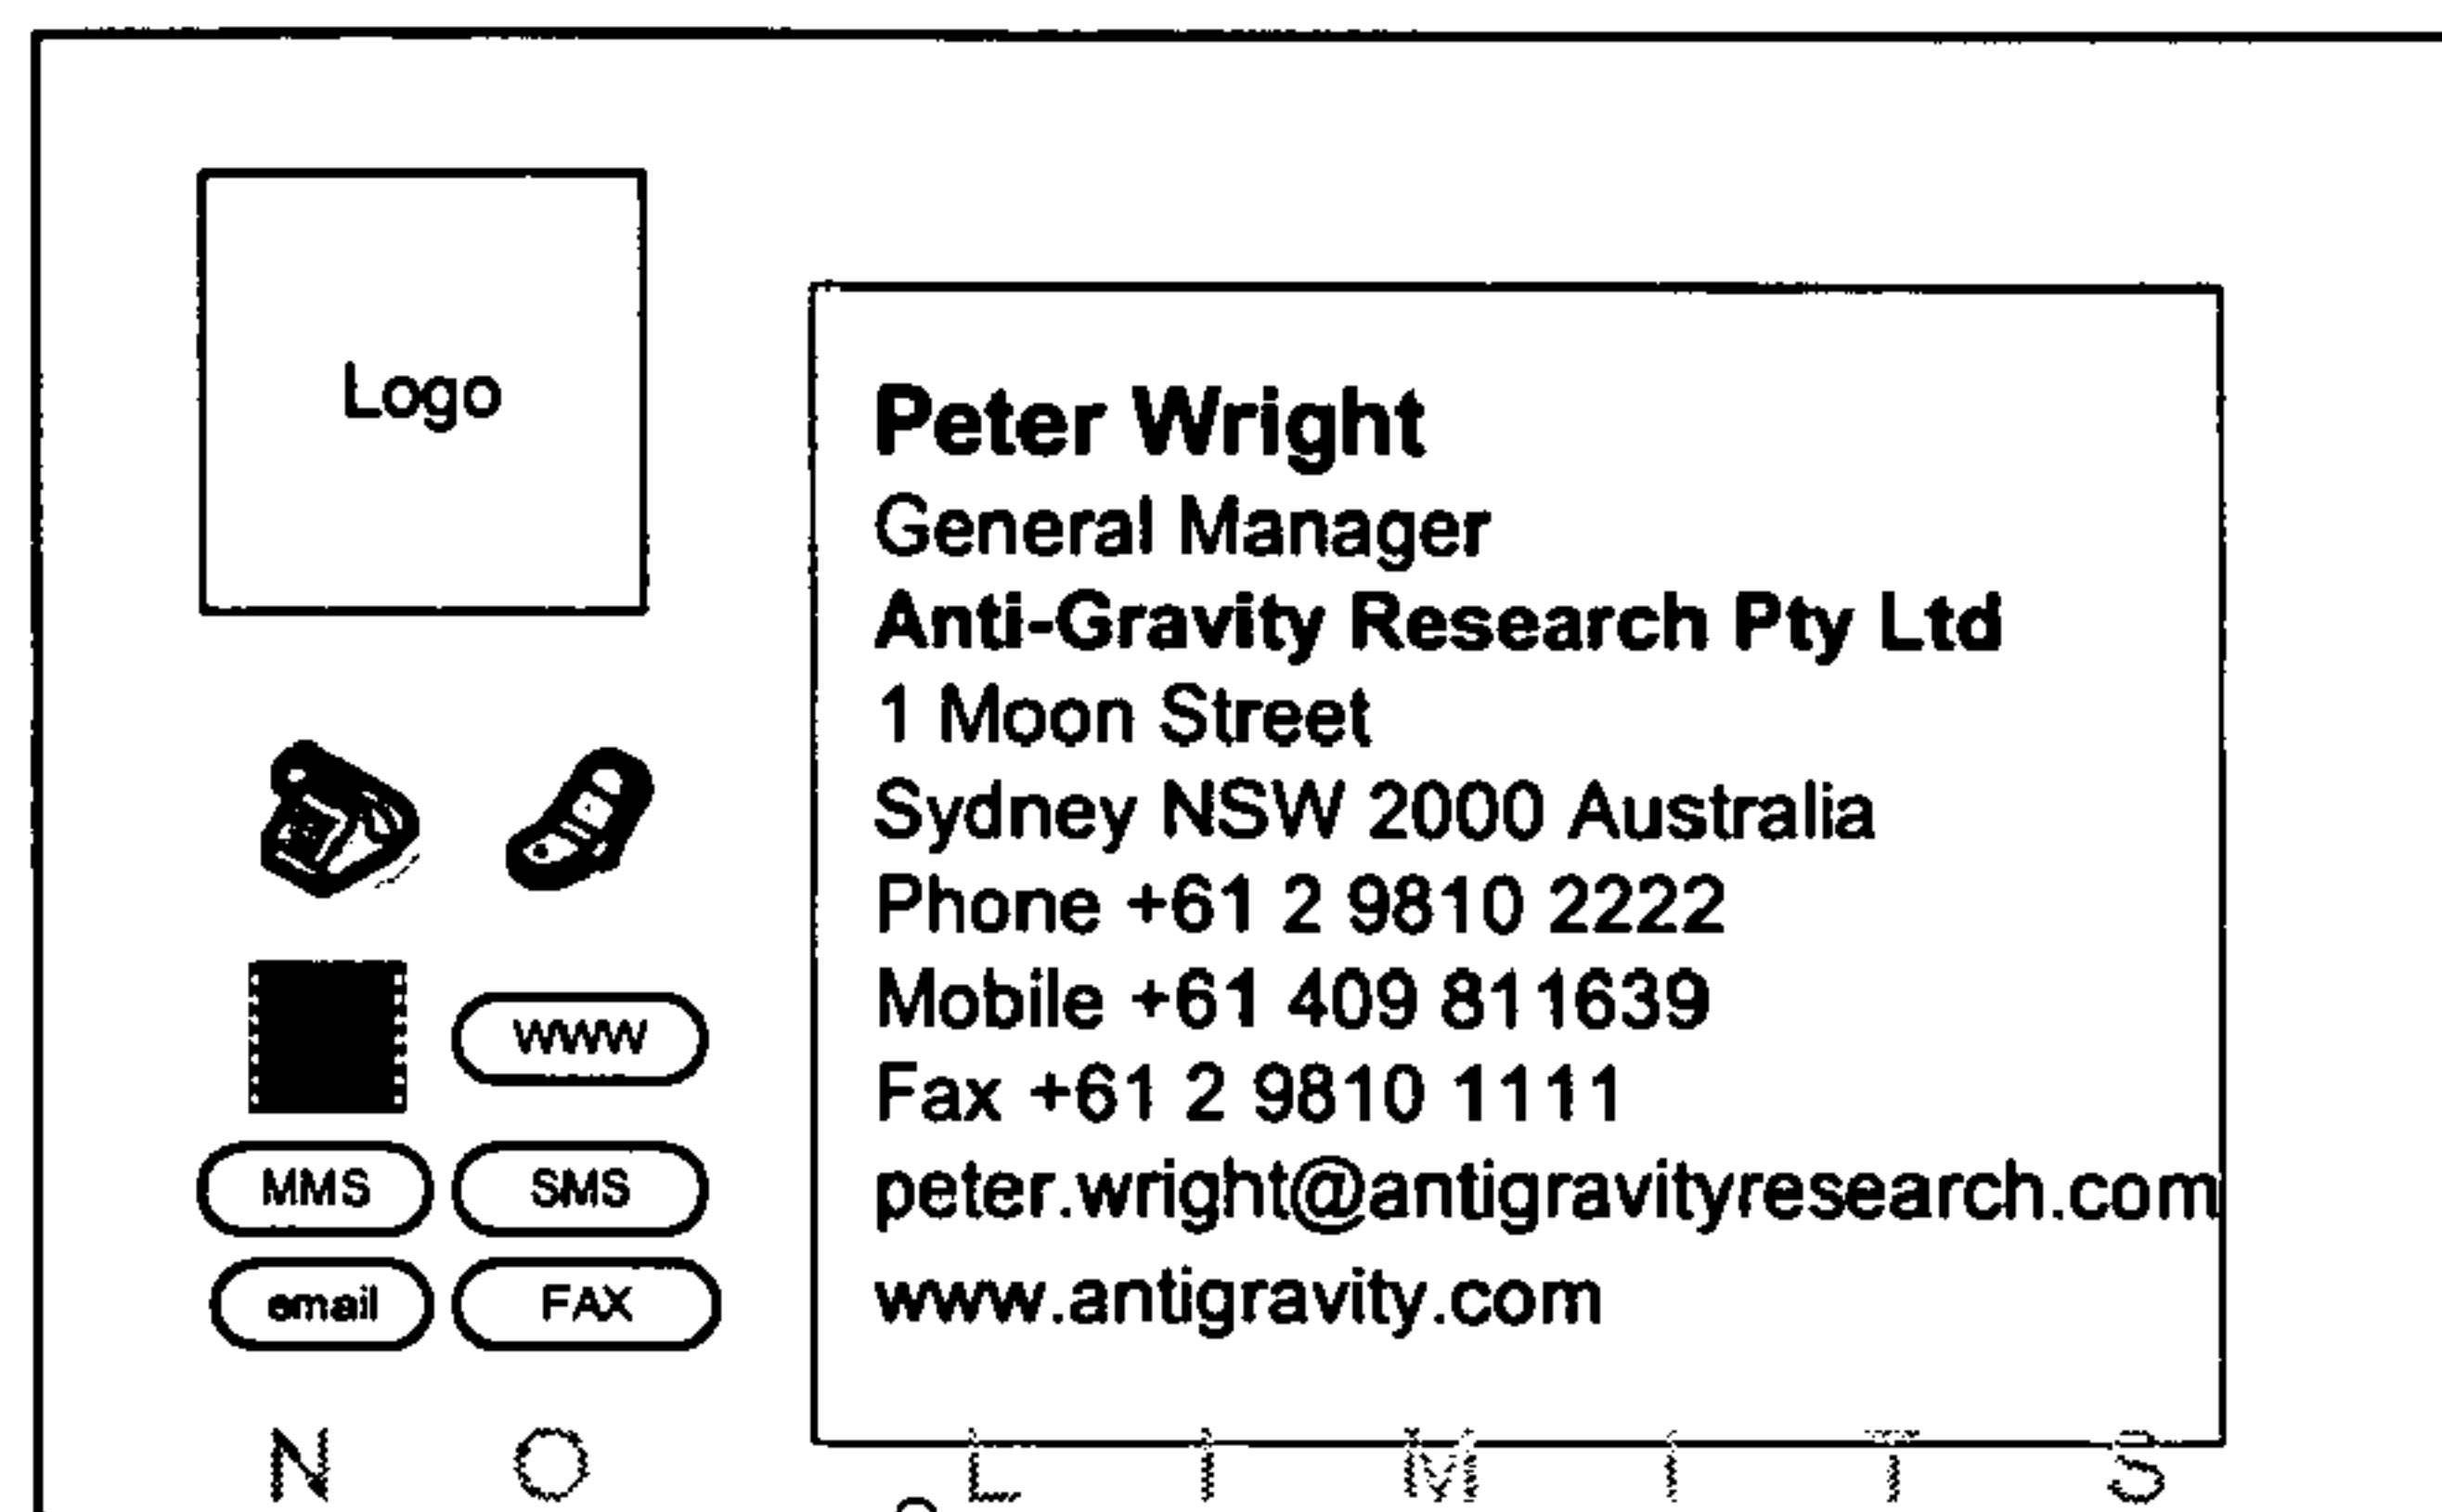 Logo
Peter Wright
General Manager
Anti-Gravity Research Pty Ltd
1 Moon Street
Sydney NSW 2000 Australia
Phone +61 2 9810 2222
Mobile +61 409 811639
Fax +61 2 9810 1111
peter.wright@antigravityresearch.com
www.antigravity.com
www
MMS SMS
email FAX
N O L I M I T S